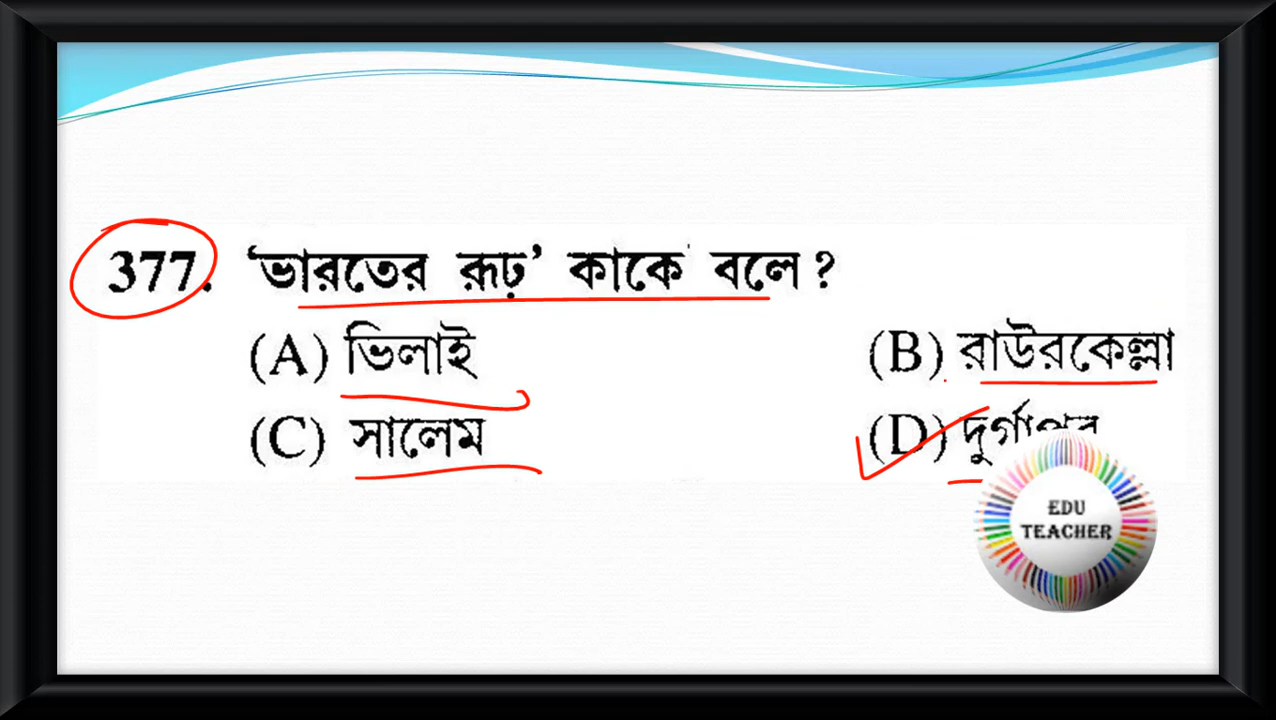 377. ‘ভারতের রূঢ়’ কাকে বলে ?
(A) ভিলাই (B) রাউরকেল্লা
(C) সালেম (D) দুর্গাপুর
EDU
TEACHER